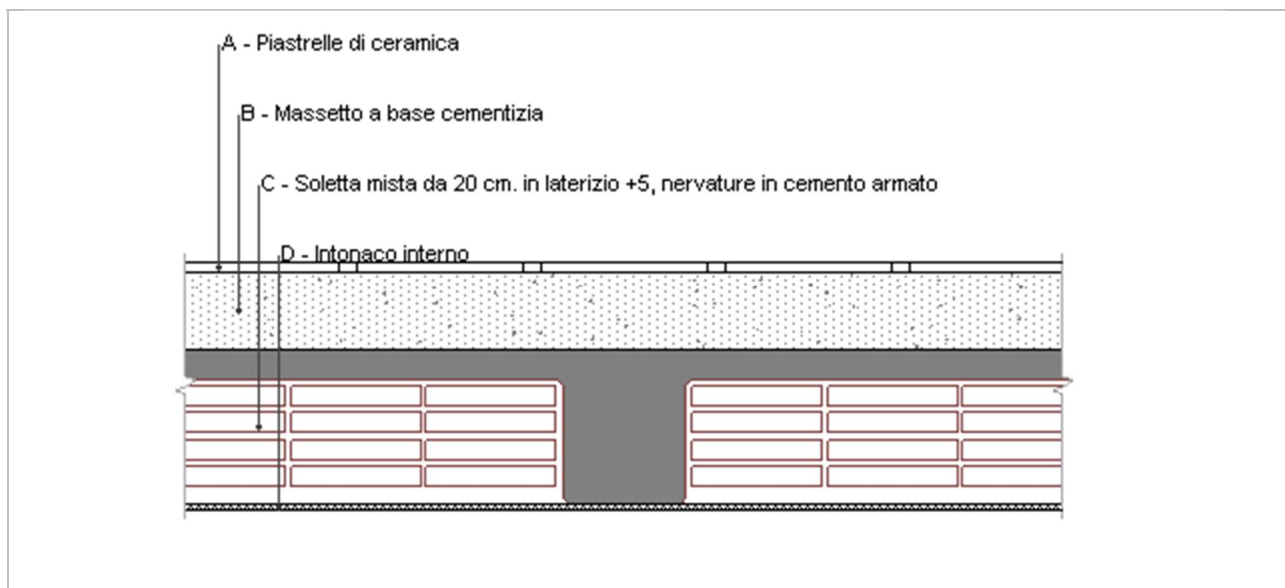 A - Piastrelle di ceramica
B - Massetto a base cementizia
C - Soletta mista da 20 cm. in laterizio +5, nervature in cemento armato
D - Intonaco interno